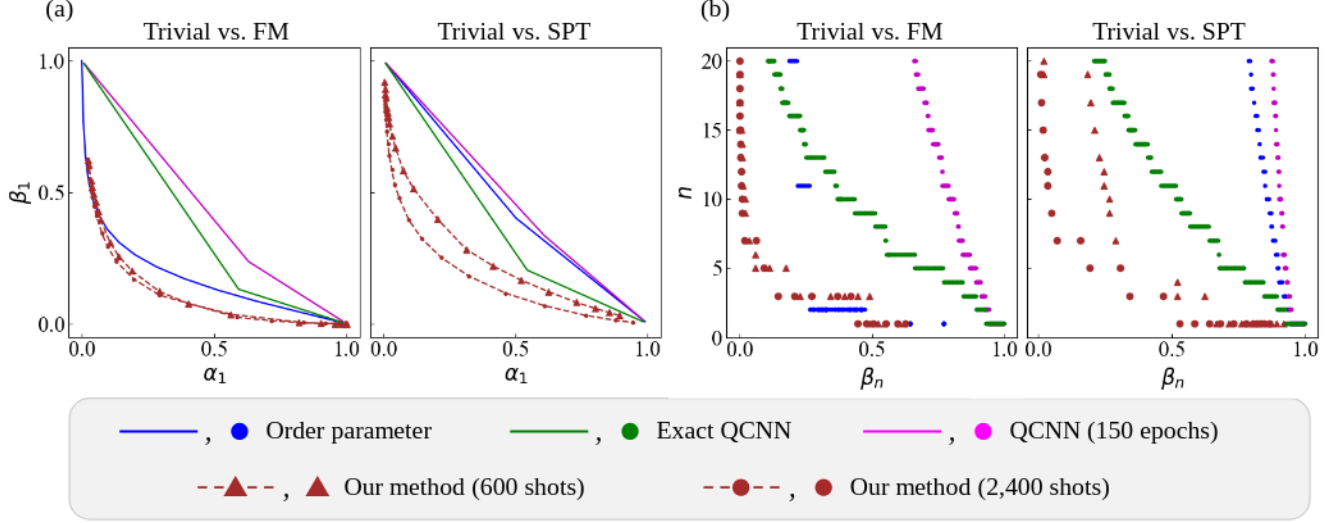 (a)
(b)
Trivial vs. FM
Trivial vs. SPT
Trivial vs. FM
Trivial vs. SPT
1.0
0.5
0.0
β₁
0.0 0.5 1.0
0.0 0.5 1.0
α₁
α₁
20
15
10
5
0
n
0.0 0.5 1.0
0.0 0.5 1.0
βₙ
βₙ
, Order parameter
, Exact QCNN
, QCNN (150 epochs)
, Our method (600 shots)
, Our method (2,400 shots)